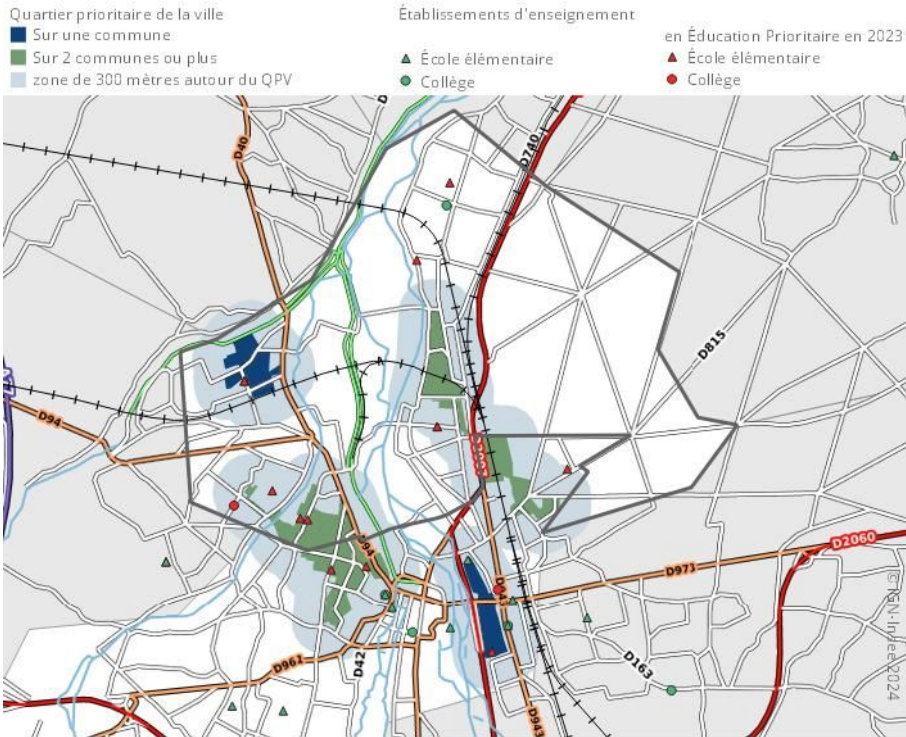 Quartier prioritaire de la ville
Sur une commune
Sur 2 communes ou plus
zone de 300 mètres autour du QPV
Établissements d'enseignement
École élémentaire
Collège
en Éducation Prioritaire en 2023
École élémentaire
Collège
D40
D740
D815
D94
D94
D2060
D971
D961
D42
D163
D943
©IGN-Insee 2024